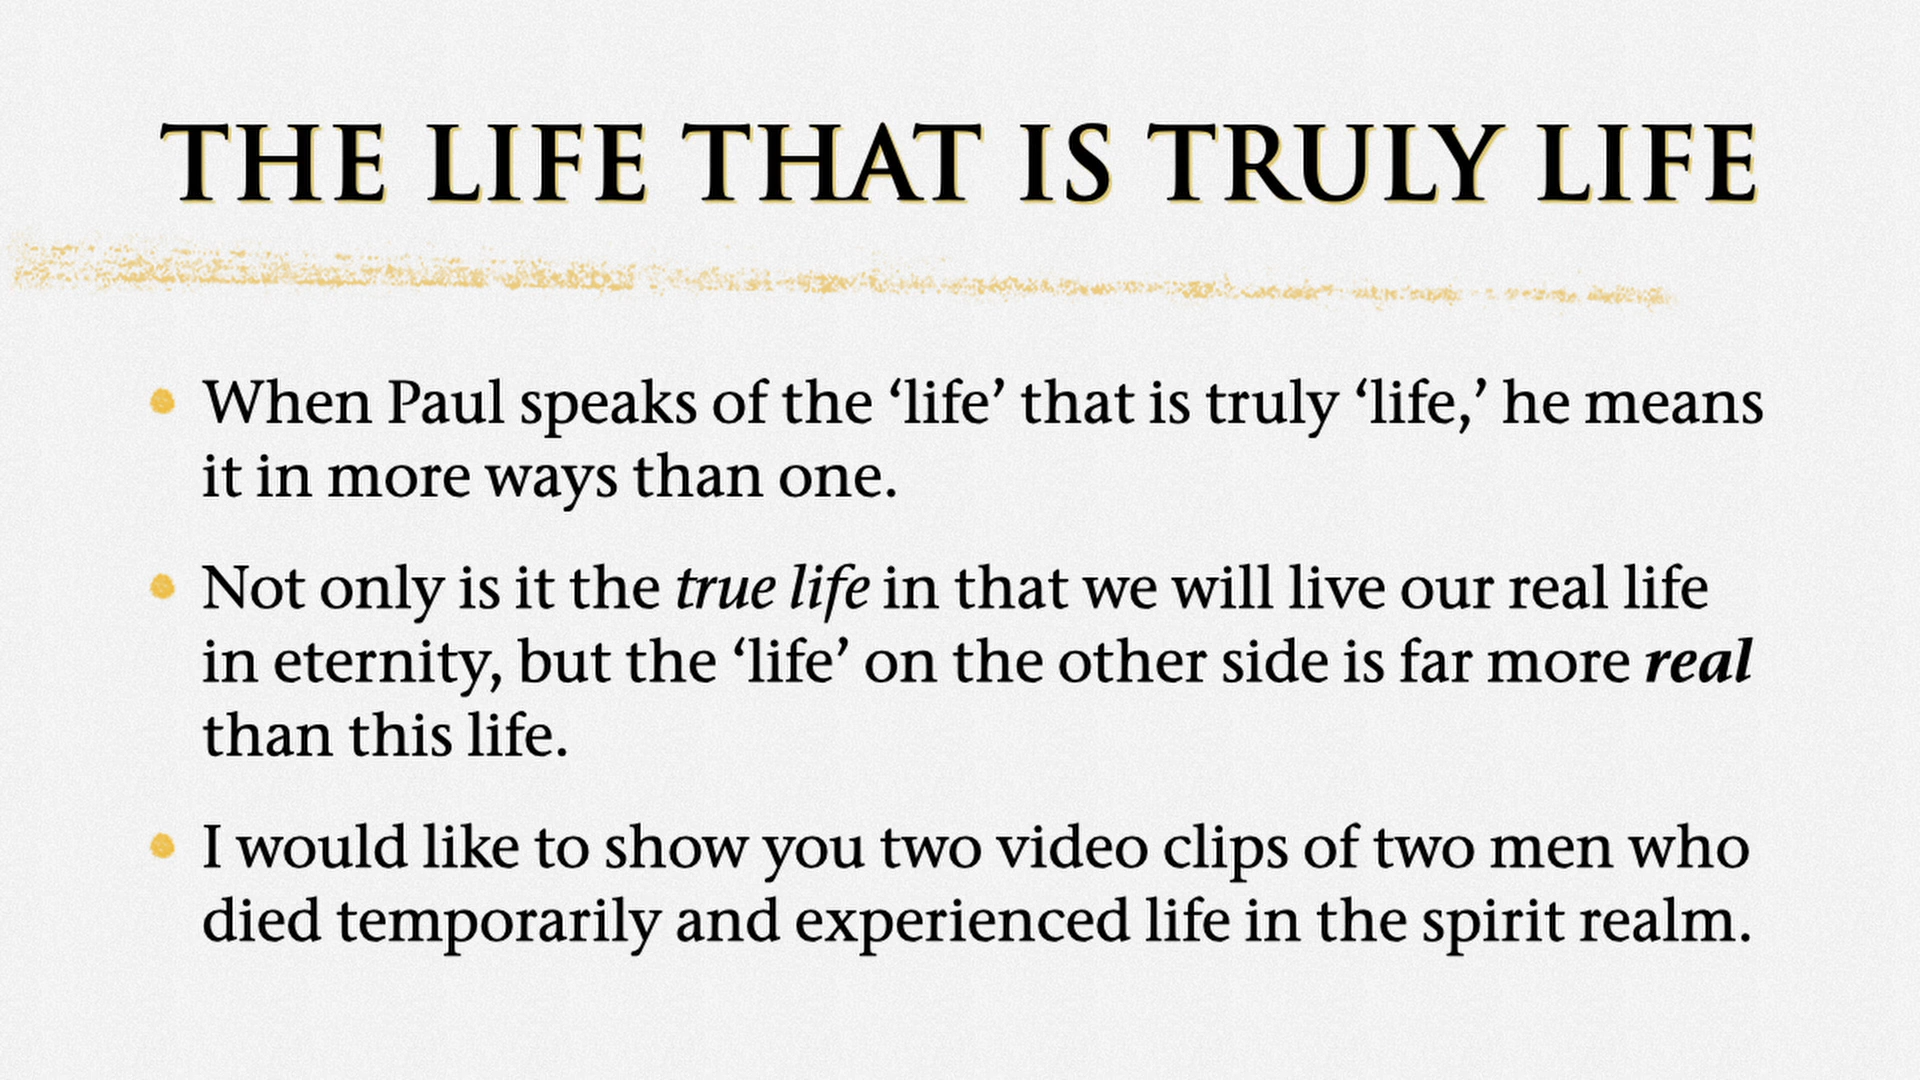 THE LIFE THAT IS TRULY LIFE
• When Paul speaks of the ‘life’ that is truly ‘life,’ he means
it in more ways than one.
• Not only is it the true life in that we will live our real life
in eternity, but the ‘life’ on the other side is far more real
than this life.
• I would like to show you two video clips of two men who
died temporarily and experienced life in the spirit realm.